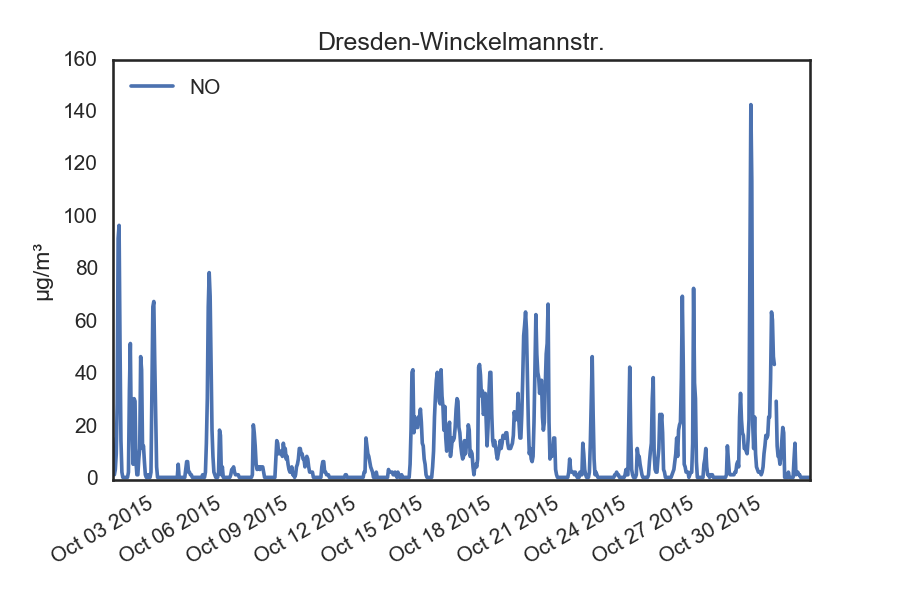 Dresden-Winckelmannstr.
160
140
120
100
80
60
40
20
0
µg/m³
NO
Oct 03 2015
Oct 06 2015
Oct 09 2015
Oct 12 2015
Oct 15 2015
Oct 18 2015
Oct 21 2015
Oct 24 2015
Oct 27 2015
Oct 30 2015